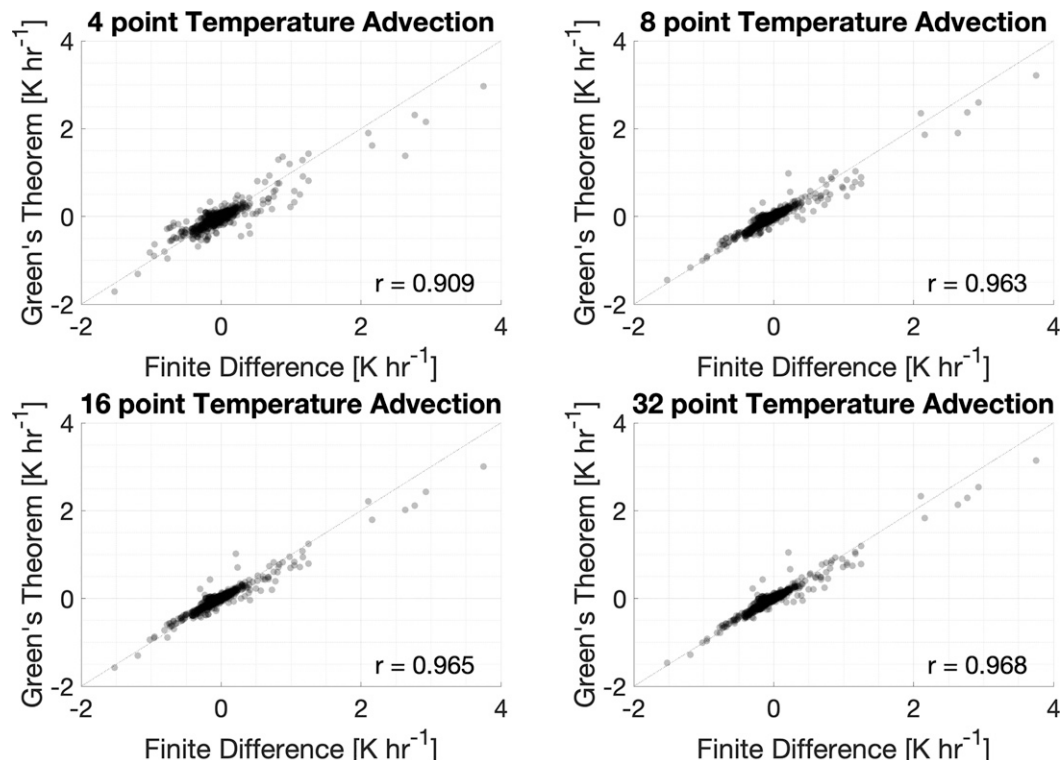 4 point Temperature Advection
Green's Theorem [K hr-1]
4
2
0
-2
-2 0 2 4
r = 0.909
Finite Difference [K hr-1]
8 point Temperature Advection
Green's Theorem [K hr-1]
4
2
0
-2
-2 0 2 4
r = 0.963
Finite Difference [K hr-1]
16 point Temperature Advection
Green's Theorem [K hr-1]
4
2
0
-2
-2 0 2 4
r = 0.965
Finite Difference [K hr-1]
32 point Temperature Advection
Green's Theorem [K hr-1]
4
2
0
-2
-2 0 2 4
r = 0.968
Finite Difference [K hr-1]